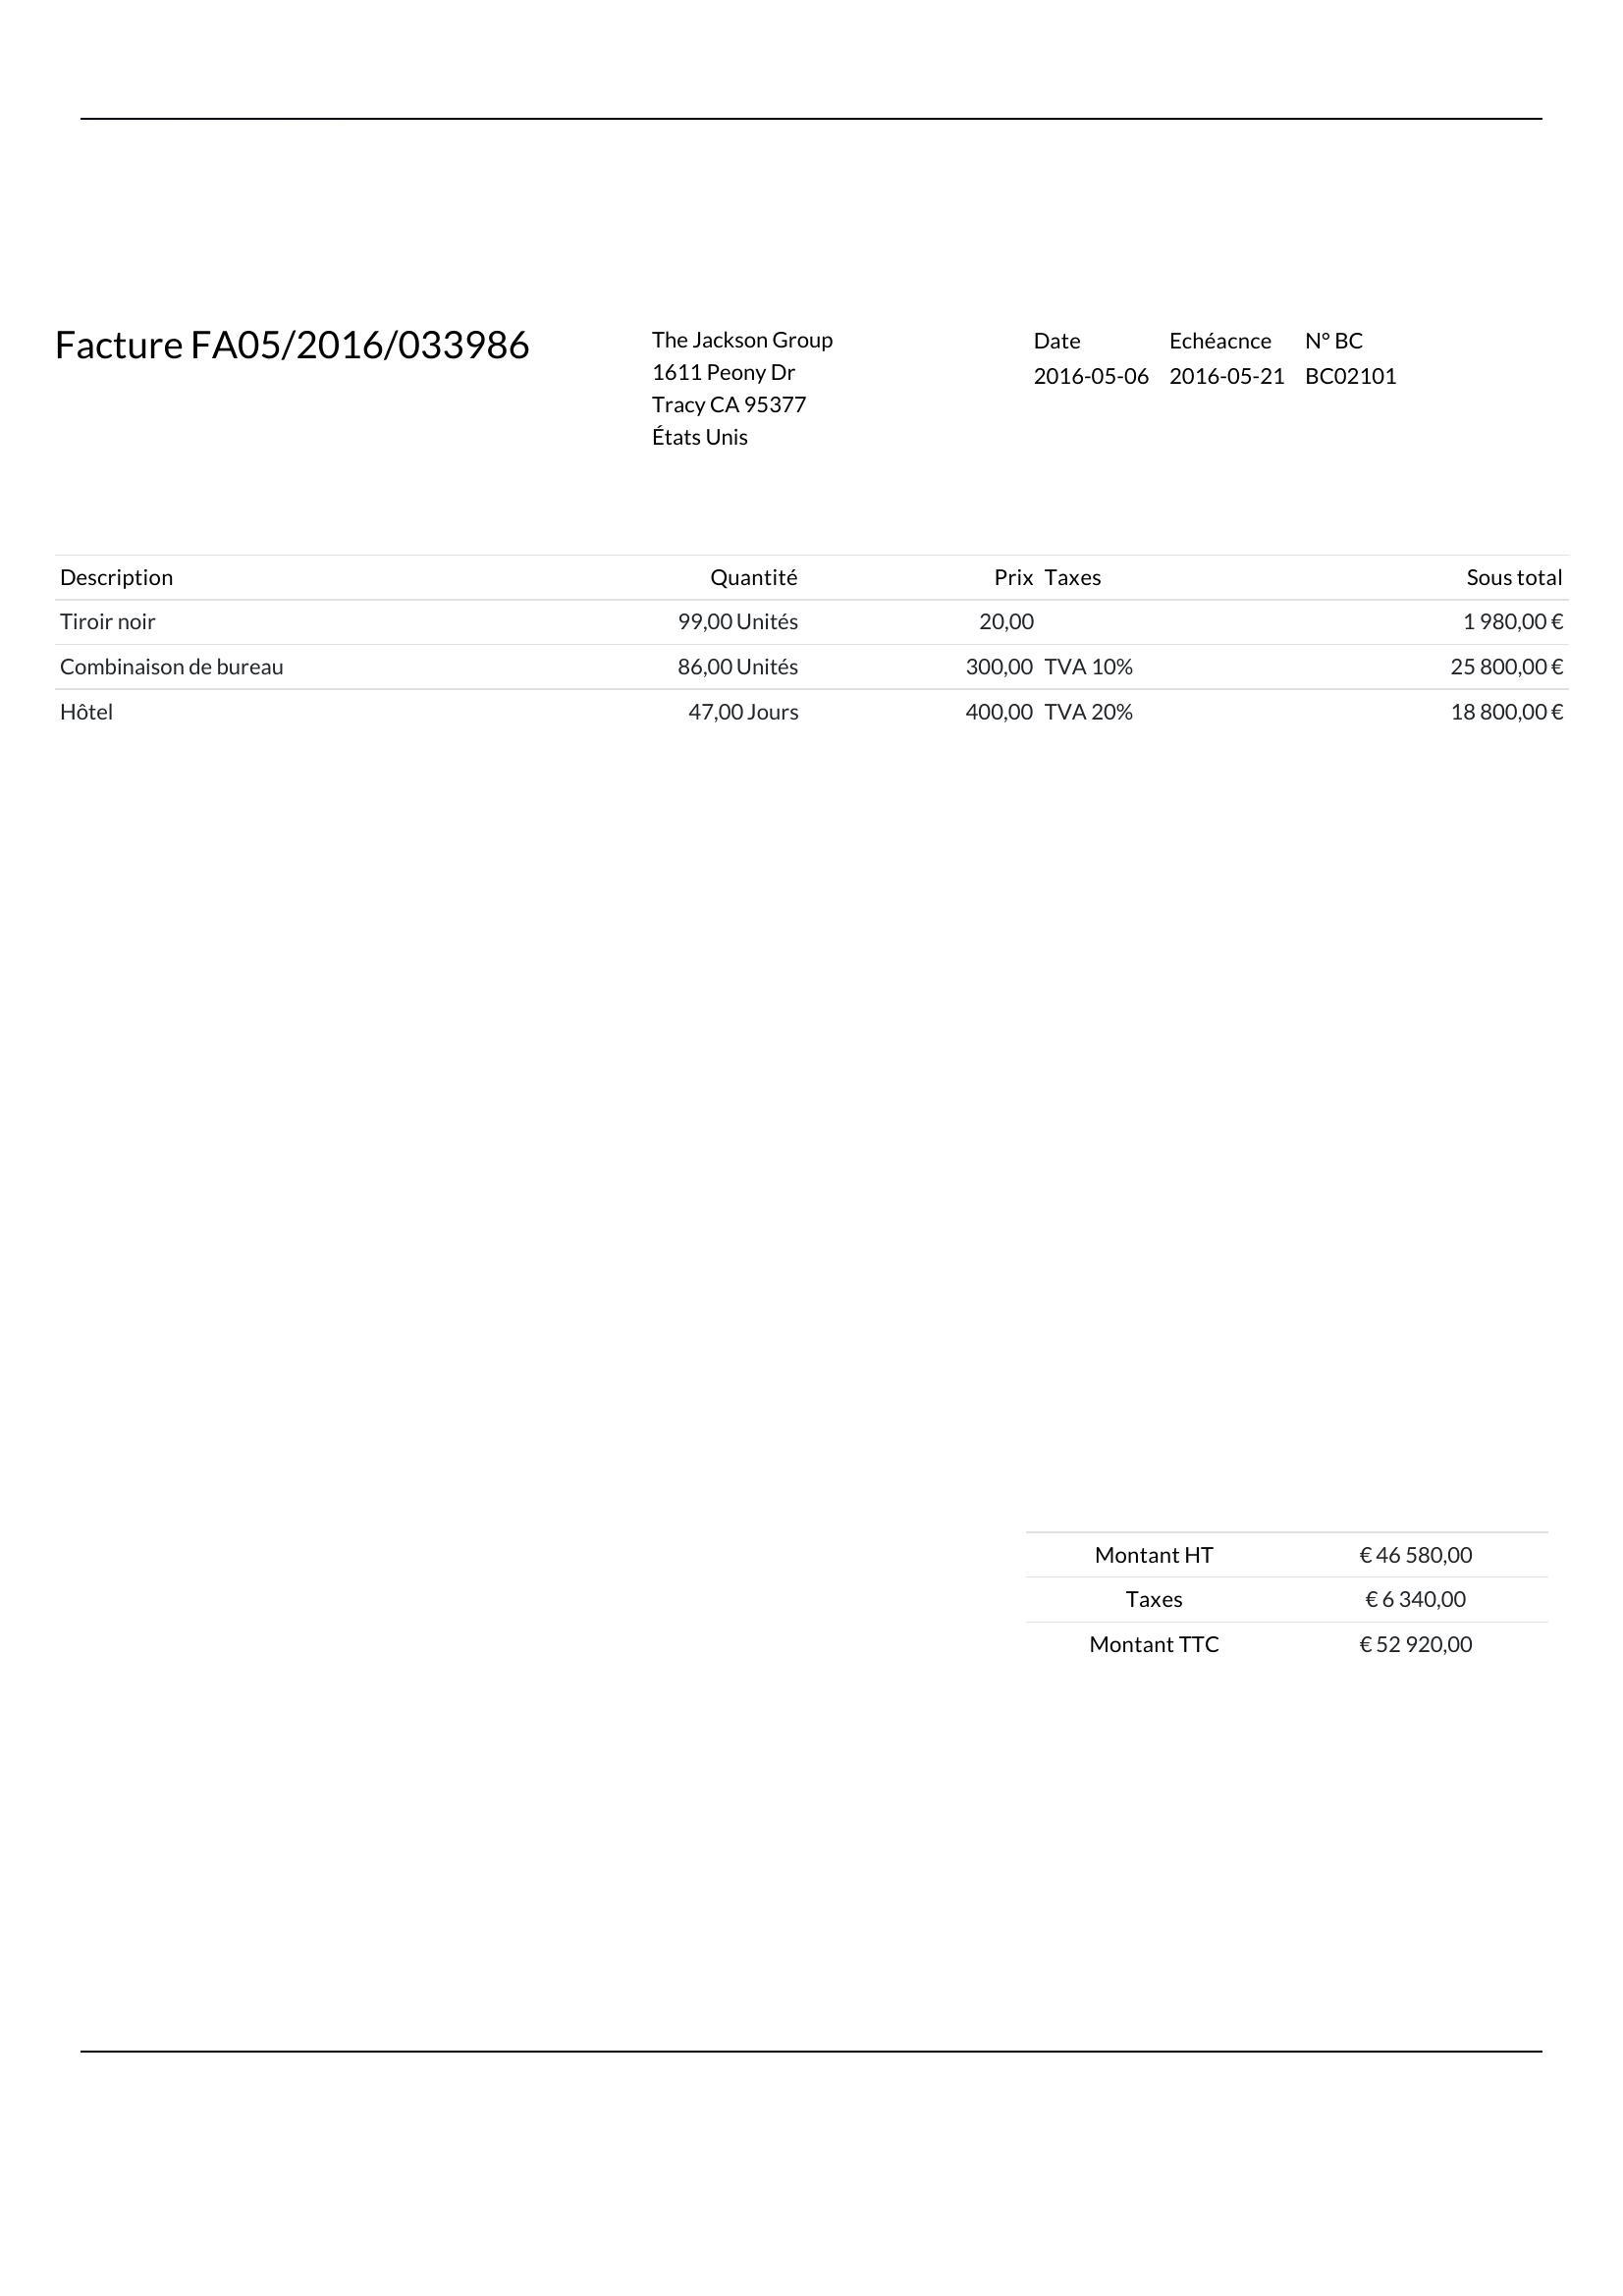 Facture FA05/2016/033986
The Jackson Group
1611 Peony Dr
Tracy CA 95377
États Unis
Date Echéacnce N° BC
2016-05-06 2016-05-21 BC02101
Description Quantité Prix Taxes Sous total
Tiroir noir 99,00 Unités 20,00 1 980,00 €
Combinaison de bureau 86,00 Unités 300,00 TVA 10% 25 800,00 €
Hôtel 47,00 Jours 400,00 TVA 20% 18 800,00 €
Montant HT € 46 580,00
Taxes € 6 340,00
Montant TTC € 52 920,00